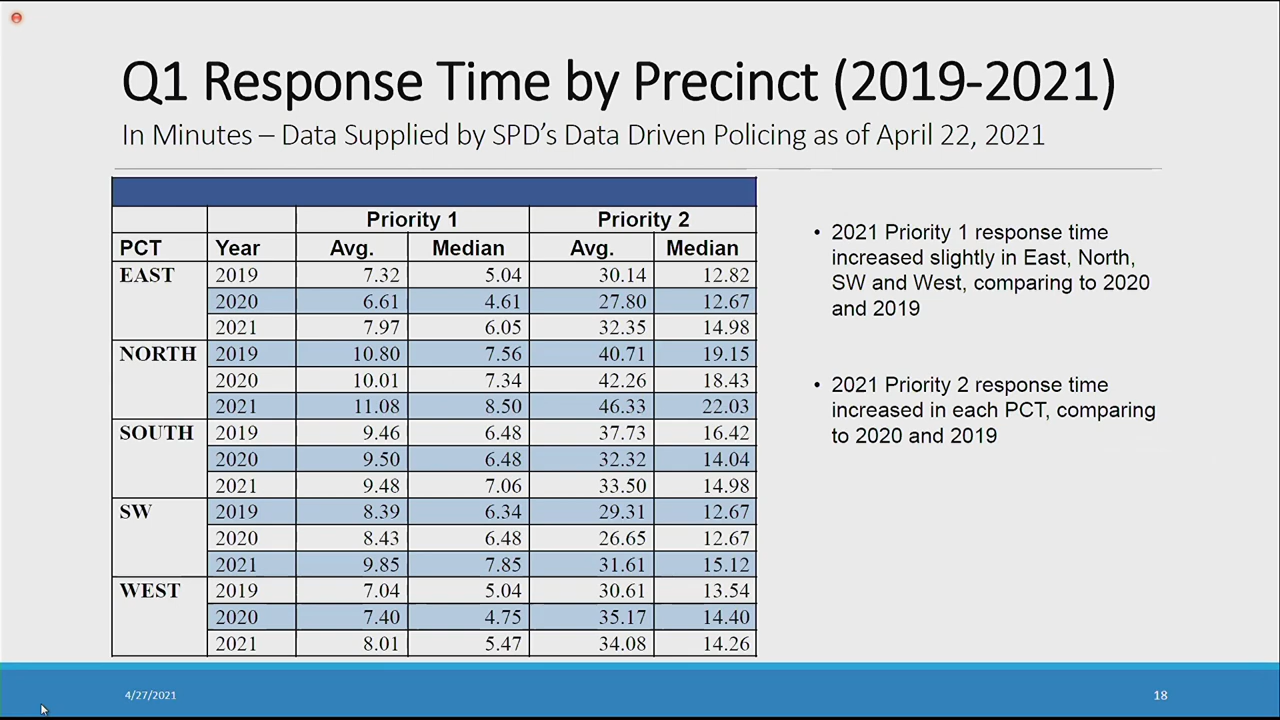 Q1 Response Time by Precinct (2019-2021)
In Minutes – Data Supplied by SPD's Data Driven Policing as of April 22, 2021
Priority 1 Priority 2
PCT Year Avg. Median Avg. Median
EAST 2019 7.32 5.04 30.14 12.82
2020 6.61 4.61 27.80 12.67
2021 7.97 6.05 32.35 14.98
NORTH 2019 10.80 7.56 40.71 19.15
2020 10.01 7.34 42.26 18.43
2021 11.08 8.50 46.33 22.03
SOUTH 2019 9.46 6.48 37.73 16.42
2020 9.50 6.48 32.32 14.04
2021 9.48 7.06 33.50 14.98
SW 2019 8.39 6.34 29.31 12.67
2020 8.43 6.48 26.65 12.67
2021 9.85 7.85 31.61 15.12
WEST 2019 7.04 5.04 30.61 13.54
2020 7.40 4.75 35.17 14.40
2021 8.01 5.47 34.08 14.26
• 2021 Priority 1 response time
increased slightly in East, North,
SW and West, comparing to 2020
and 2019
• 2021 Priority 2 response time
increased in each PCT, comparing
to 2020 and 2019
4/27/2021
18